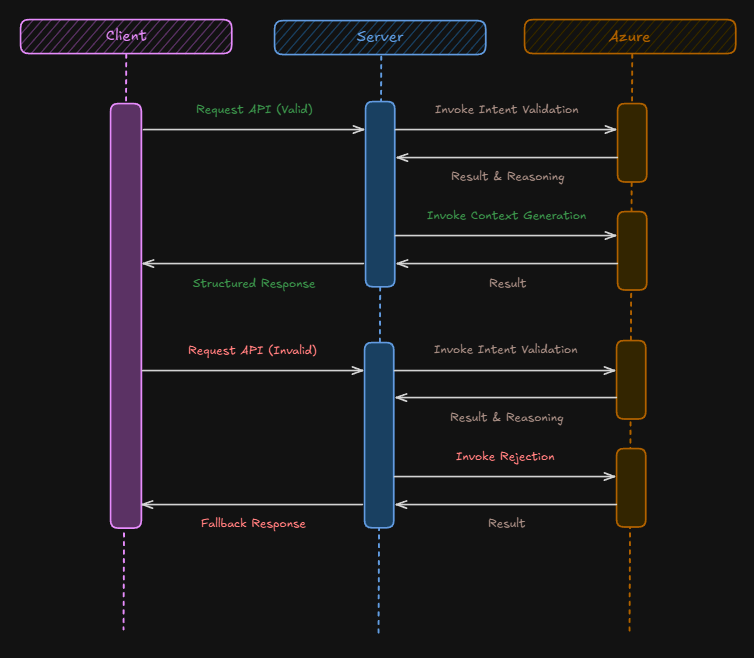 Client
Server
Azure
Request API (Valid)
Invoke Intent Validation
Result & Reasoning
Invoke Context Generation
Structured Response
Result
Request API (Invalid)
Invoke Intent Validation
Result & Reasoning
Invoke Rejection
Fallback Response
Result